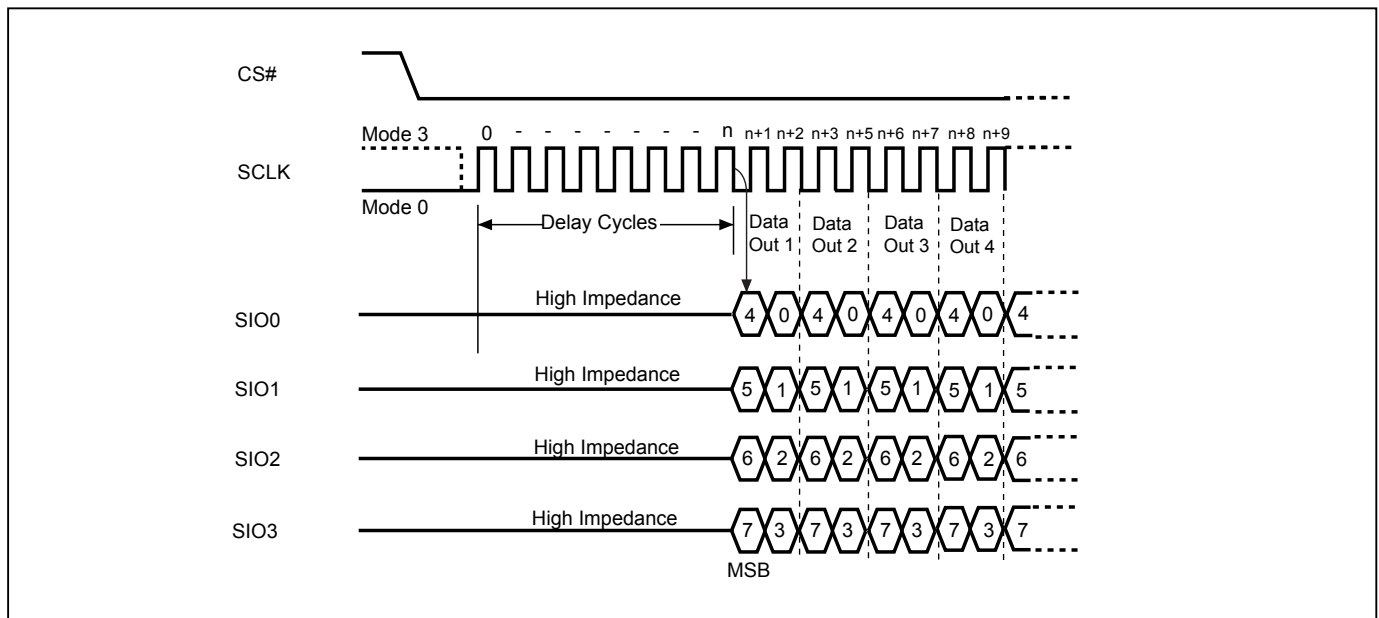 CS#
Mode 3
0 - - - - - - n n+1 n+2 n+3 n+5 n+6 n+7 n+8 n+9
SCLK
Mode 0
Delay Cycles
Data Out 1
Data Out 2
Data Out 3
Data Out 4
High Impedance
SIO0
4 0 4 0 4 0 4 0 4
High Impedance
SIO1
5 1 5 1 5 1 5 1 5
High Impedance
SIO2
6 2 6 2 6 2 6 2 6
High Impedance
SIO3
7 3 7 3 7 3 7 3 7
MSB